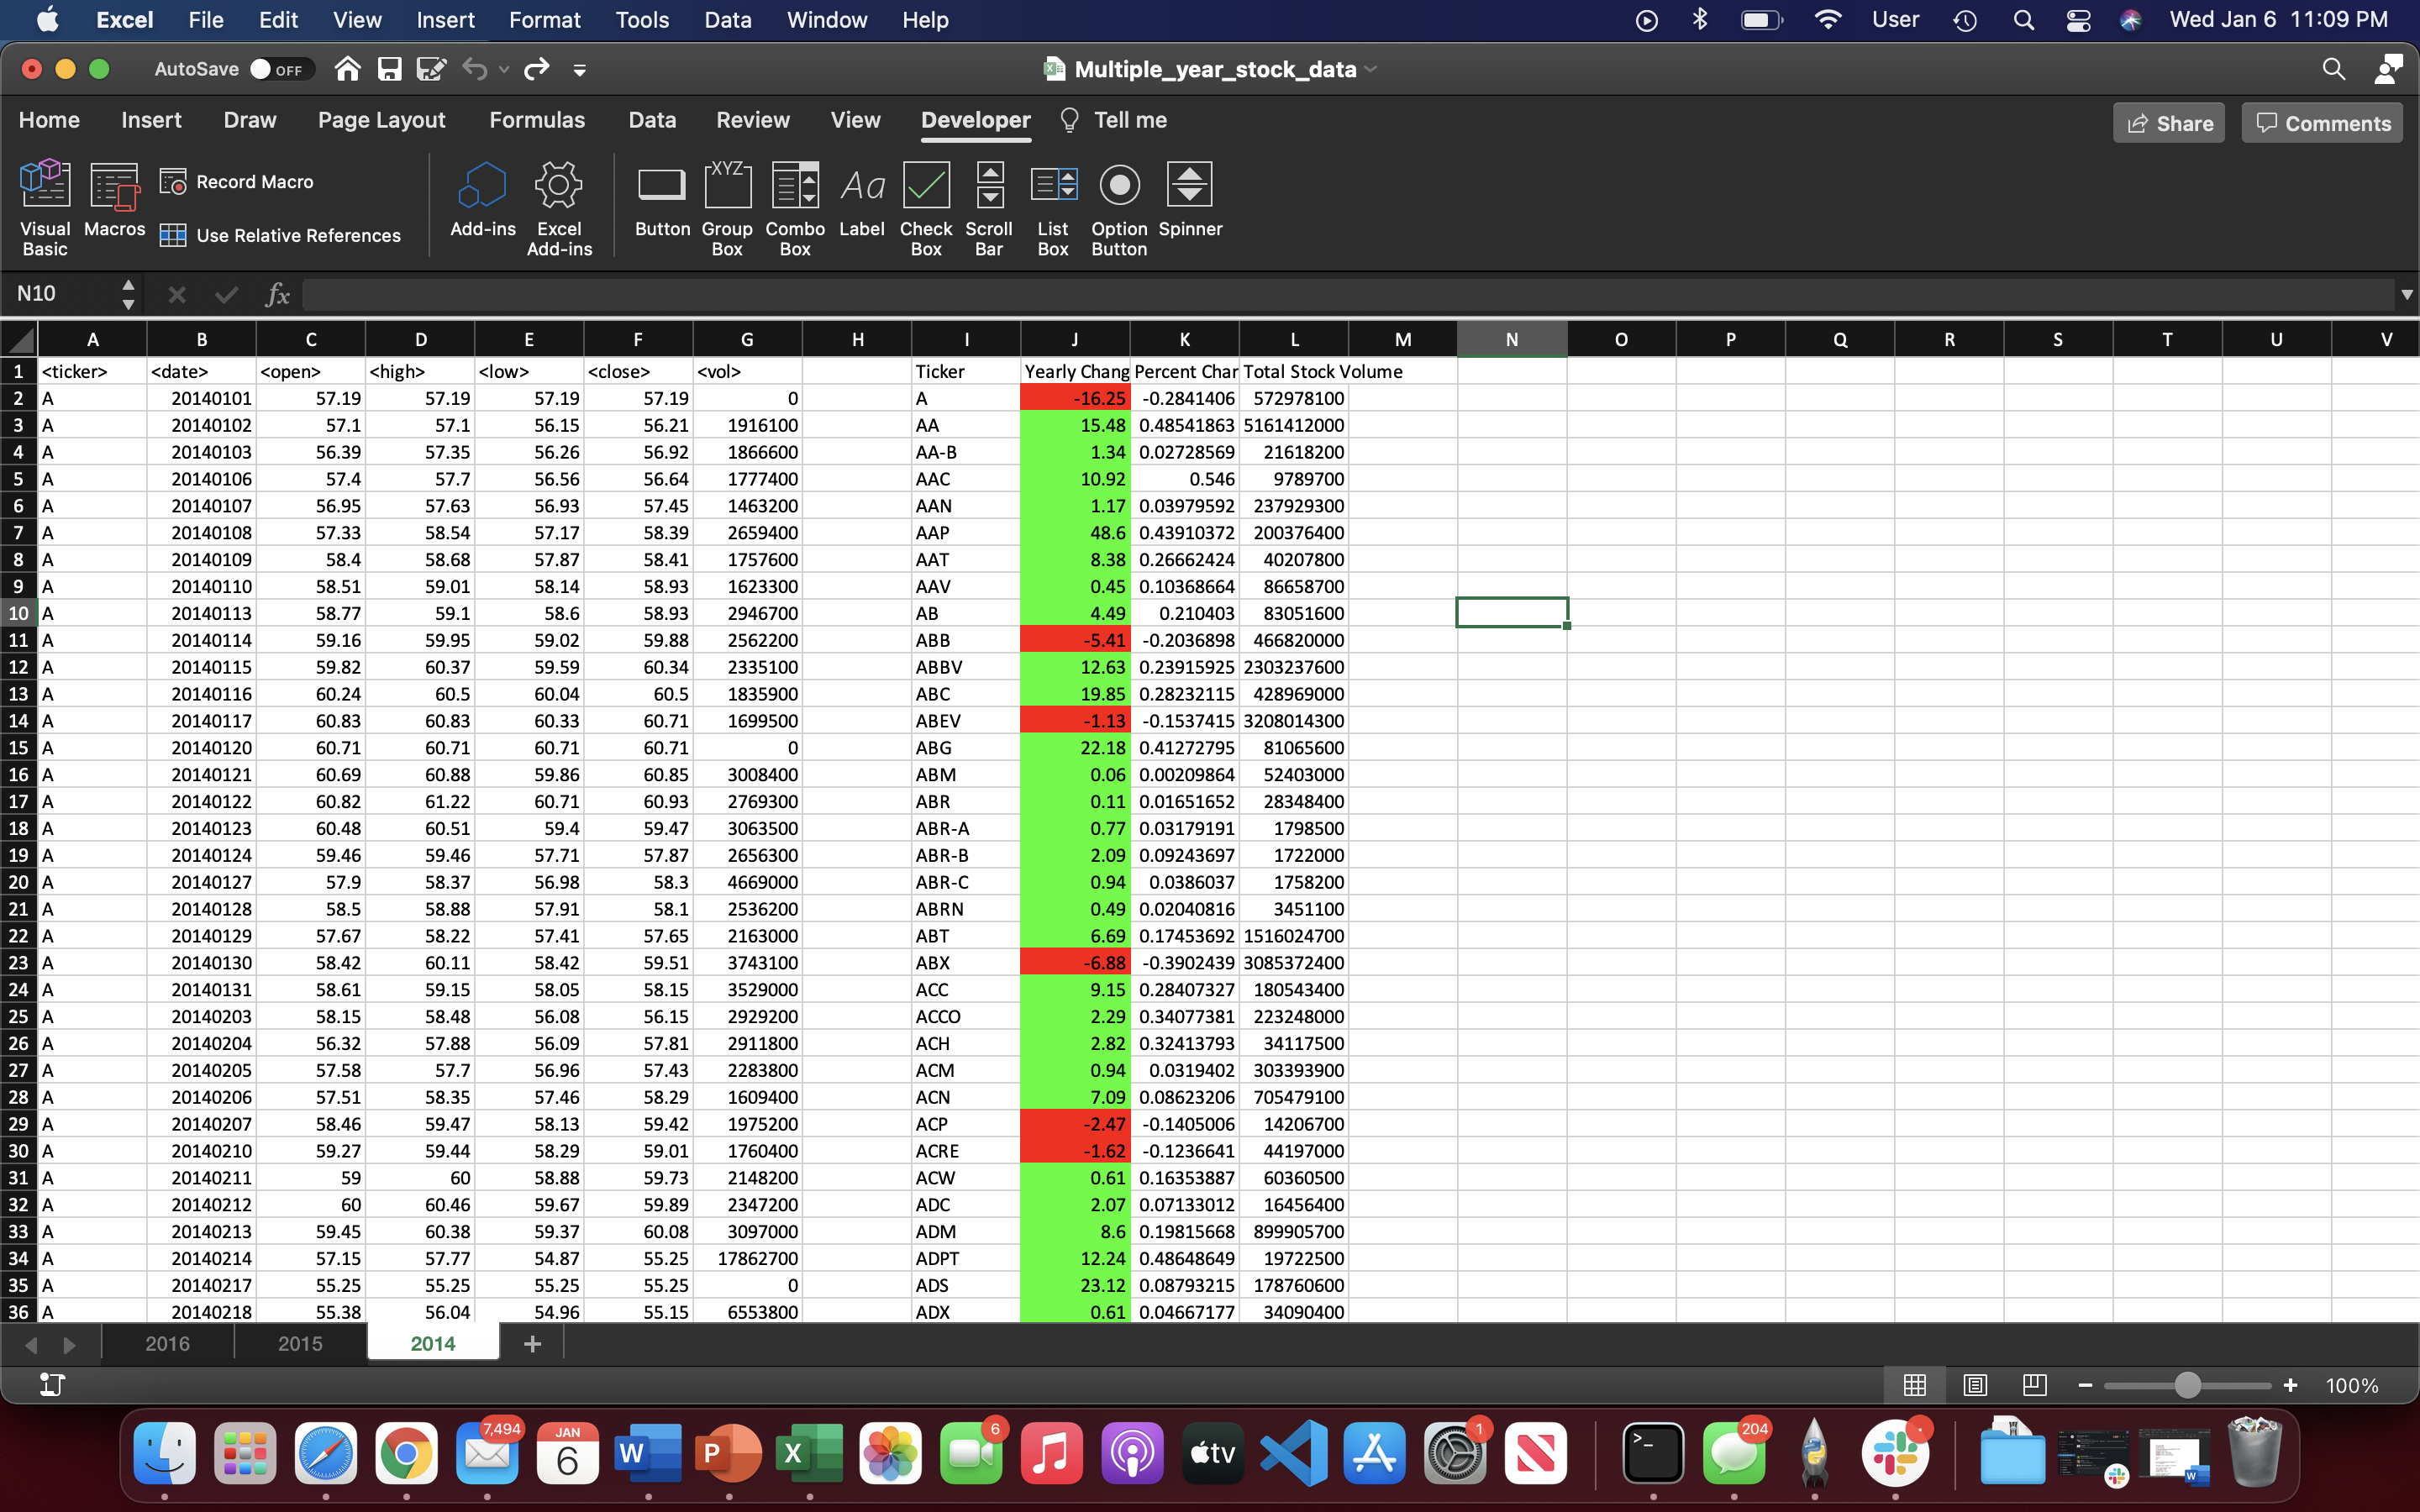 Excel File Edit View Insert Format Tools Data Window Help User Wed Jan 6 11:09 PM
AutoSave OFF Multiple_year_stock_data
Home Insert Draw Page Layout Formulas Data Review View Developer Tell me Share Comments
Visual Basic Macros Record Macro Use Relative References Add-ins Excel Add-ins Button XYZ Group Box Combo Box Aa Label Check Box Scroll Bar List Box Option Button Spinner
N10 fx
A B C D E F G H I J K L M N O P Q R S T U V
1 <ticker> <date> <open> <high> <low> <close> <vol> Ticker Yearly Chang Percent Char Total Stock Volume
2 A 20140101 57.19 57.19 57.19 57.19 0 A -16.25 -0.2841406 572978100
3 A 20140102 57.1 57.1 56.15 56.21 1916100 AA 15.48 0.48541863 5161412000
4 A 20140103 56.39 57.35 56.26 56.92 1866600 AA-B 1.34 0.02728569 21618200
5 A 20140106 57.4 57.7 56.56 56.64 1777400 AAC 10.92 0.546 9789700
6 A 20140107 56.95 57.63 56.93 57.45 1463200 AAN 1.17 0.03979592 237929300
7 A 20140108 57.33 58.54 57.17 58.39 2659400 AAP 48.6 0.43910372 200376400
8 A 20140109 58.4 58.68 57.87 58.41 1757600 AAT 8.38 0.26662424 40207800
9 A 20140110 58.51 59.01 58.14 58.93 1623300 AAV 0.45 0.10368664 86658700
10 A 20140113 58.77 59.1 58.6 58.93 2946700 AB 4.49 0.210403 83051600
11 A 20140114 59.16 59.95 59.02 59.88 2562200 ABB -5.41 -0.2036898 466820000
12 A 20140115 59.82 60.37 59.59 60.34 2335100 ABBV 12.63 0.23915925 2303237600
13 A 20140116 60.24 60.5 60.04 60.5 1835900 ABC 19.85 0.28232115 428969000
14 A 20140117 60.83 60.83 60.33 60.71 1699500 ABEV -1.13 -0.1537415 3208014300
15 A 20140120 60.71 60.71 60.71 60.71 0 ABG 22.18 0.41272795 81065600
16 A 20140121 60.69 60.88 59.86 60.85 3008400 ABM 0.06 0.00209864 52403000
17 A 20140122 60.82 61.22 60.71 60.93 2769300 ABR 0.11 0.01651652 28348400
18 A 20140123 60.48 60.51 59.4 59.47 3063500 ABR-A 0.77 0.03179191 1798500
19 A 20140124 59.46 59.46 57.71 57.87 2656300 ABR-B 2.09 0.09243697 1722000
20 A 20140127 57.9 58.37 56.98 58.3 4669000 ABR-C 0.94 0.0386037 1758200
21 A 20140128 58.5 58.88 57.91 58.1 2536200 ABRN 0.49 0.02040816 3451100
22 A 20140129 57.67 58.22 57.41 57.65 2163000 ABT 6.69 0.17453692 1516024700
23 A 20140130 58.42 60.11 58.42 59.51 3743100 ABX -6.88 -0.3902439 3085372400
24 A 20140131 58.61 59.15 58.05 58.15 3529000 ACC 9.15 0.28407327 180543400
25 A 20140203 58.15 58.48 56.08 56.15 2929200 ACCO 2.29 0.34077381 223248000
26 A 20140204 56.32 57.88 56.09 57.81 2911800 ACH 2.82 0.32413793 34117500
27 A 20140205 57.58 57.7 56.96 57.43 2283800 ACM 0.94 0.0319402 303393900
28 A 20140206 57.51 58.35 57.46 58.29 1609400 ACN 7.09 0.08623206 705479100
29 A 20140207 58.46 59.47 58.13 59.42 1975200 ACP -2.47 -0.1405006 14206700
30 A 20140210 59.27 59.44 58.29 59.01 1760400 ACRE -1.62 -0.1236641 44197000
31 A 20140211 59 60 58.88 59.73 2148200 ACW 0.61 0.16353887 60360500
32 A 20140212 60 60.46 59.67 59.89 2347200 ADC 2.07 0.07133012 16456400
33 A 20140213 59.45 60.38 59.37 60.08 3097000 ADM 8.6 0.19815668 899905700
34 A 20140214 57.15 57.77 54.87 55.25 17862700 ADPT 12.24 0.48648649 19722500
35 A 20140217 55.25 55.25 55.25 55.25 0 ADS 23.12 0.08793215 178760600
36 A 20140218 55.38 56.04 54.96 55.15 6553800 ADX 0.61 0.04667177 34090400
2016 2015 2014 +
100%
7,494 JAN 6 W P X 6 tv 1 >_ 204 W